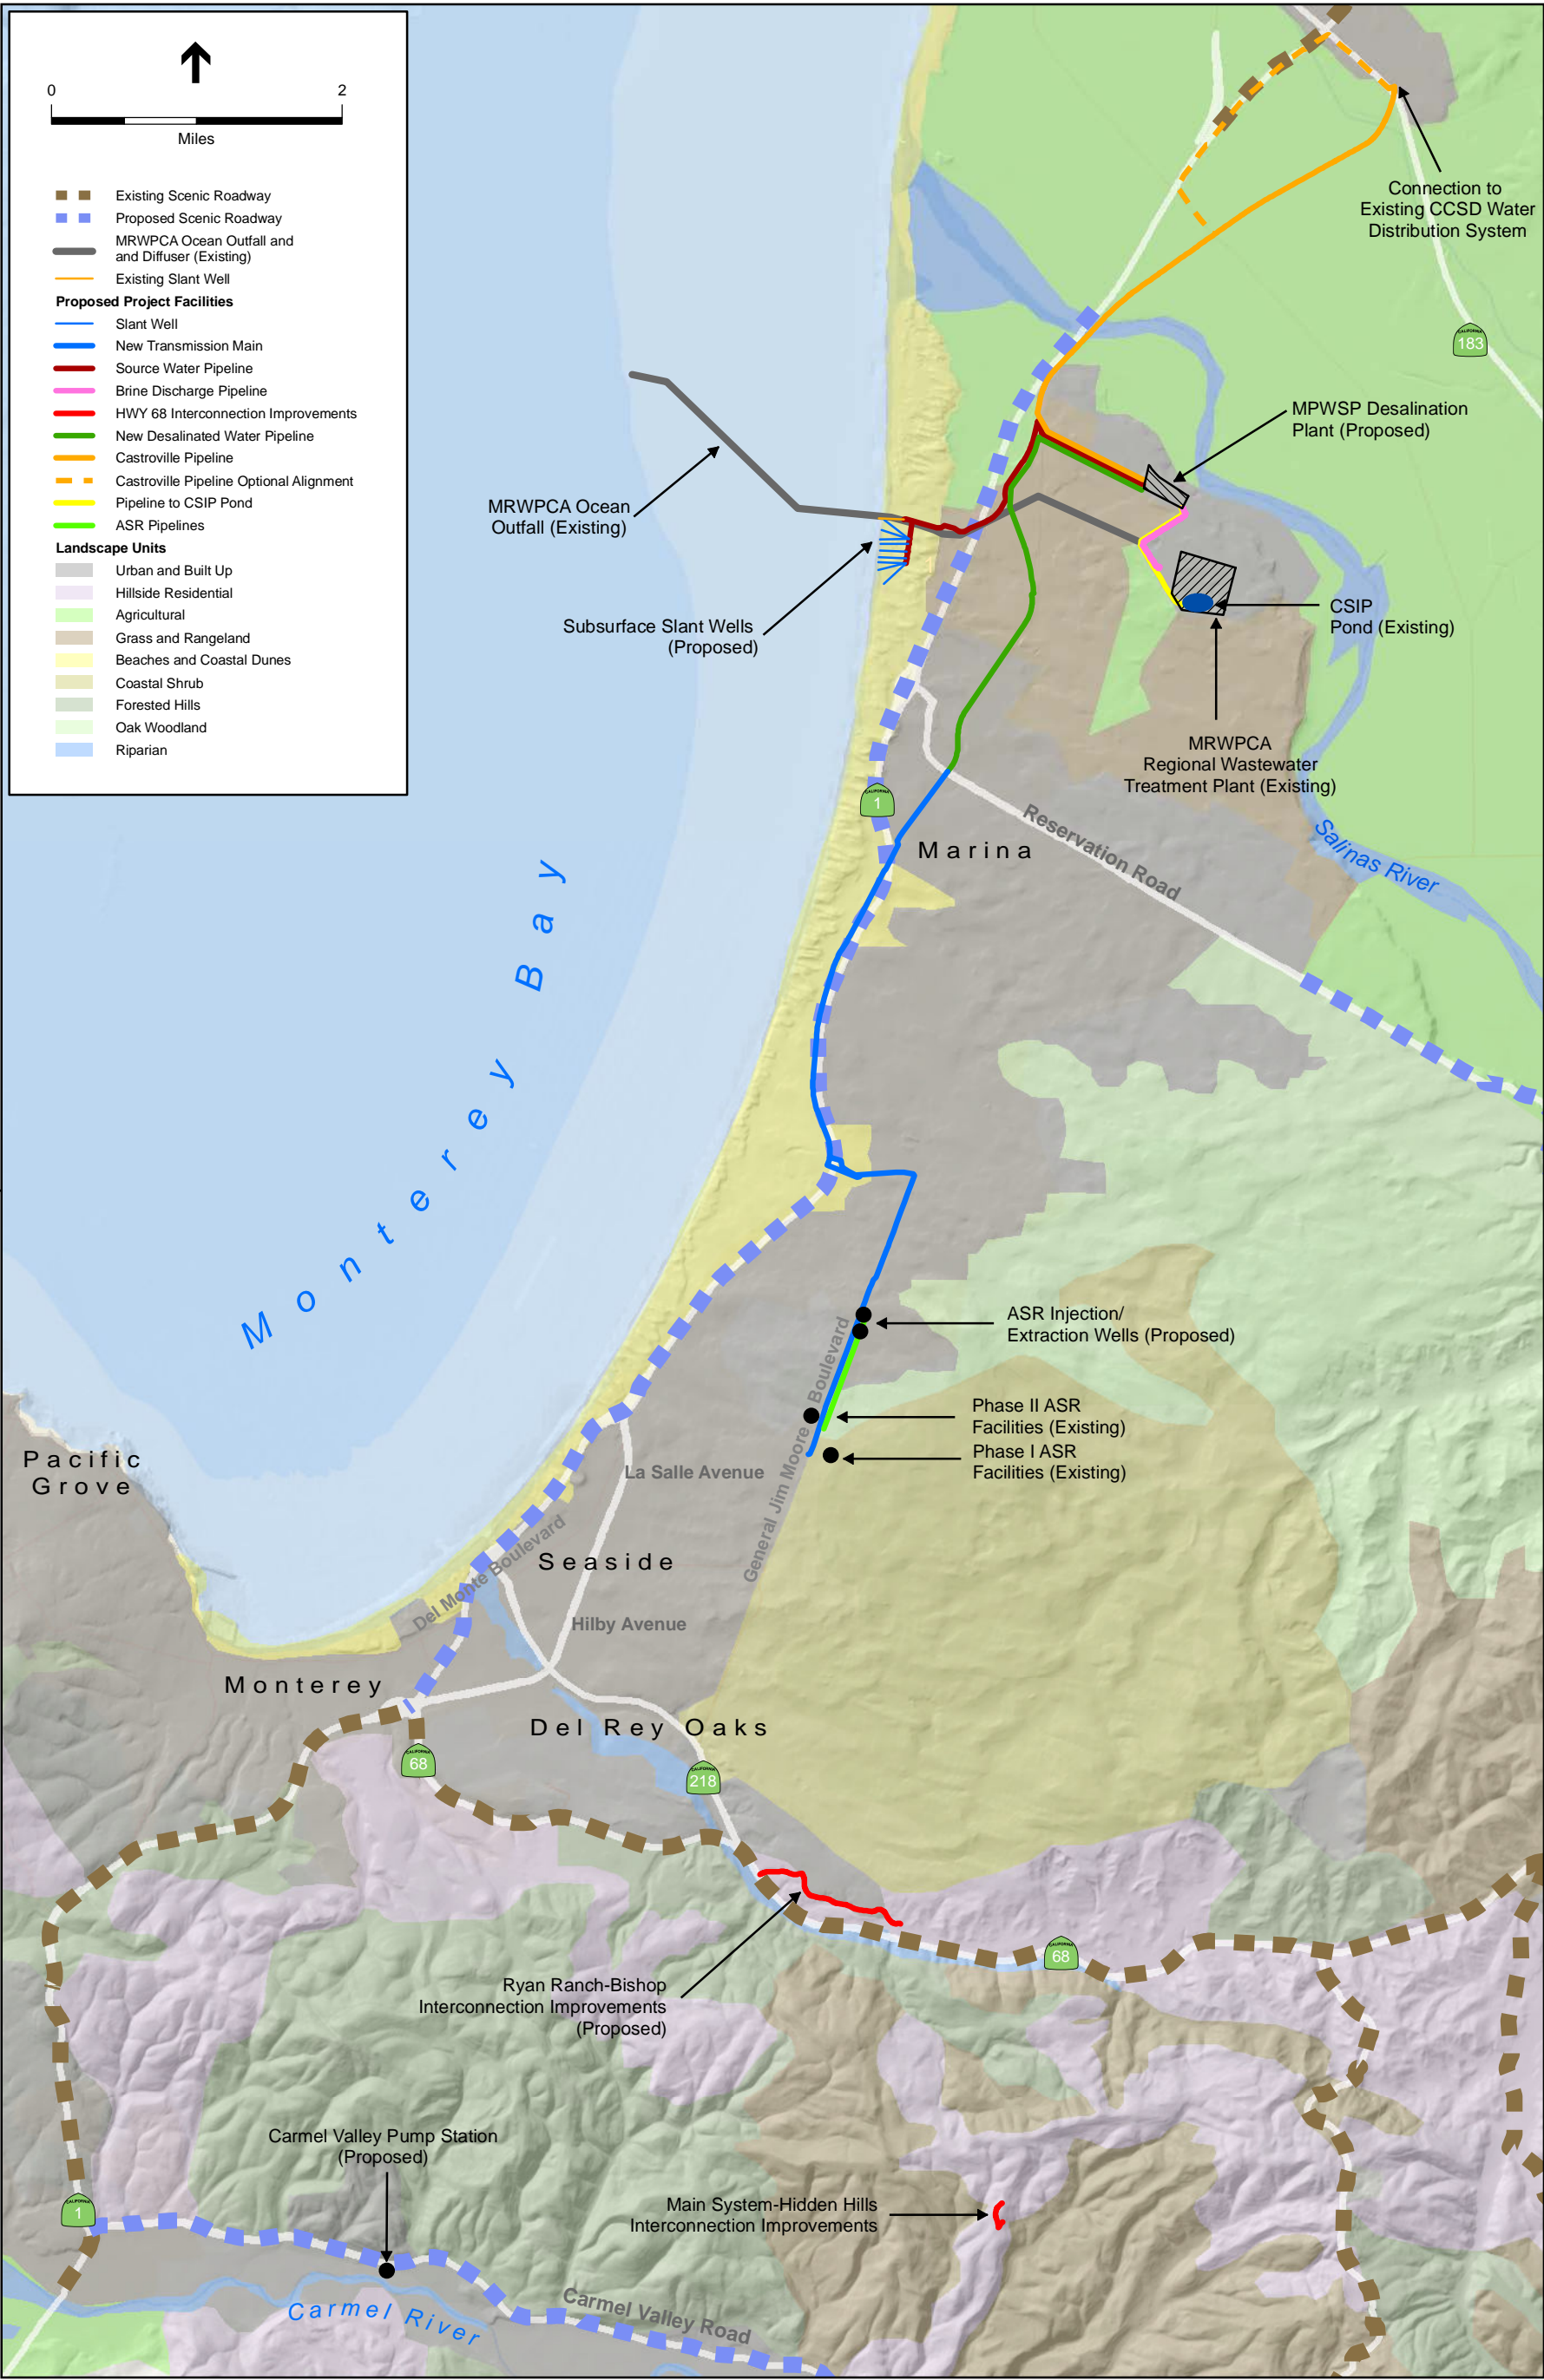 0
2
Miles
Existing Scenic Roadway
Proposed Scenic Roadway
MRWPCA Ocean Outfall and
and Diffuser (Existing)
Existing Slant Well
Proposed Project Facilities
Slant Well
New Transmission Main
Source Water Pipeline
Brine Discharge Pipeline
HWY 68 Interconnection Improvements
New Desalinated Water Pipeline
Castroville Pipeline
Castroville Pipeline Optional Alignment
Pipeline to CSIP Pond
ASR Pipelines
Landscape Units
Urban and Built Up
Hillside Residential
Agricultural
Grass and Rangeland
Beaches and Coastal Dunes
Coastal Shrub
Forested Hills
Oak Woodland
Riparian
Connection to
Existing CCSD Water
Distribution System
CALIFORNIA
183
MPWSP Desalination
Plant (Proposed)
MRWPCA Ocean
Outfall (Existing)
CSIP
Pond (Existing)
Subsurface Slant Wells
(Proposed)
MRWPCA
Regional Wastewater
Treatment Plant (Existing)
CALIFORNIA
1
Marina
Reservation Road
Salinas River
Monterey Bay
ASR Injection/
Extraction Wells (Proposed)
General Jim Moore Boulevard
Phase II ASR
Facilities (Existing)
Phase I ASR
Facilities (Existing)
Pacific
Grove
La Salle Avenue
Seaside
Del Monte Boulevard
Hilby Avenue
Monterey
Del Rey Oaks
CALIFORNIA
68
CALIFORNIA
218
CALIFORNIA
68
Ryan Ranch-Bishop
Interconnection Improvements
(Proposed)
Carmel Valley Pump Station
(Proposed)
CALIFORNIA
1
Main System-Hidden Hills
Interconnection Improvements
Carmel River
Carmel Valley Road